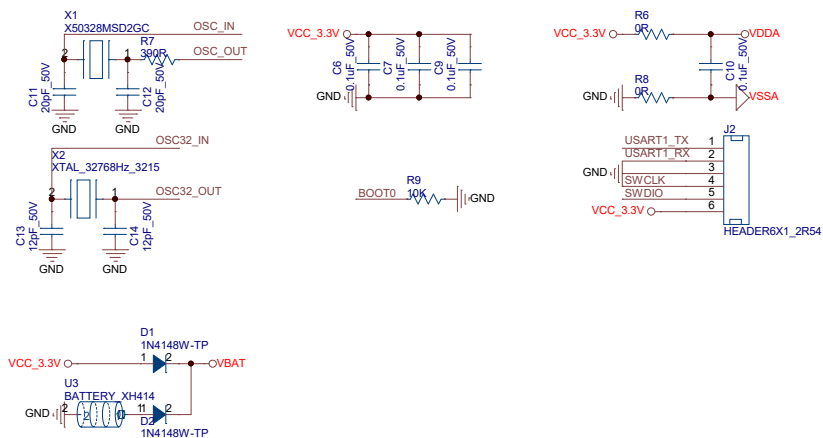 X1
X50328MSD2GC
OSC_IN
2
1
R7
390R
OSC_OUT
C11
20pF_50V
C12
20pF_50V
GND
GND
VCC_3.3V
C6
0.1uF_50V
C7
0.1uF_50V
C9
0.1uF_50V
GND
R6
VCC_3.3V
0R
VDDA
C10
0.1uF_50V
R8
GND
0R
VSSA
OSC32_IN
X2
XTAL_32768Hz_3215
2
1
OSC32_OUT
C13
12pF_50V
C14
12pF_50V
GND
GND
R9
BOOT0
10K
GND
J2
USART1_TX
1
USART1_RX
2
GND
3
SWCLK
4
SWDIO
5
VCC_3.3V
6
HEADER6X1_2R54
D1
1N4148W-TP
VCC_3.3V
1
2
VBAT
U3
BATTERY_XH414
GND
2
2
1
1
2
D2
1N4148W-TP